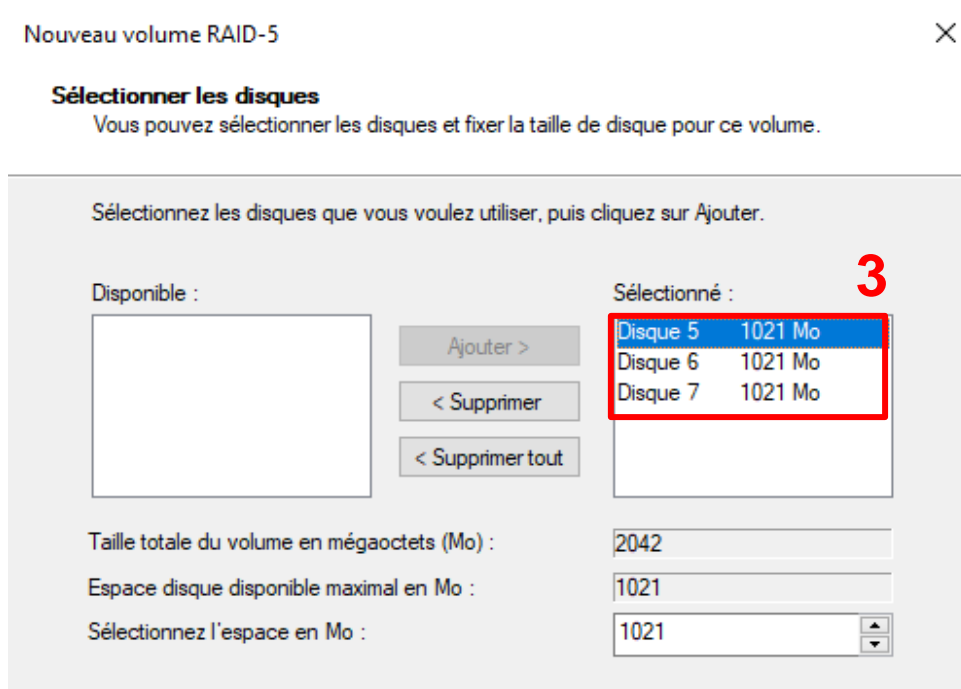 Nouveau volume RAID-5
Sélectionner les disques
Vous pouvez sélectionner les disques et fixer la taille de disque pour ce volume.
Sélectionnez les disques que vous voulez utiliser, puis cliquez sur Ajouter.
3
Disponible :
Sélectionné :
Ajouter >
< Supprimer
< Supprimer tout
Disque 5 1021 Mo
Disque 6 1021 Mo
Disque 7 1021 Mo
Taille totale du volume en mégaoctets (Mo) : 2042
Espace disque disponible maximal en Mo : 1021
Sélectionnez l'espace en Mo : 1021